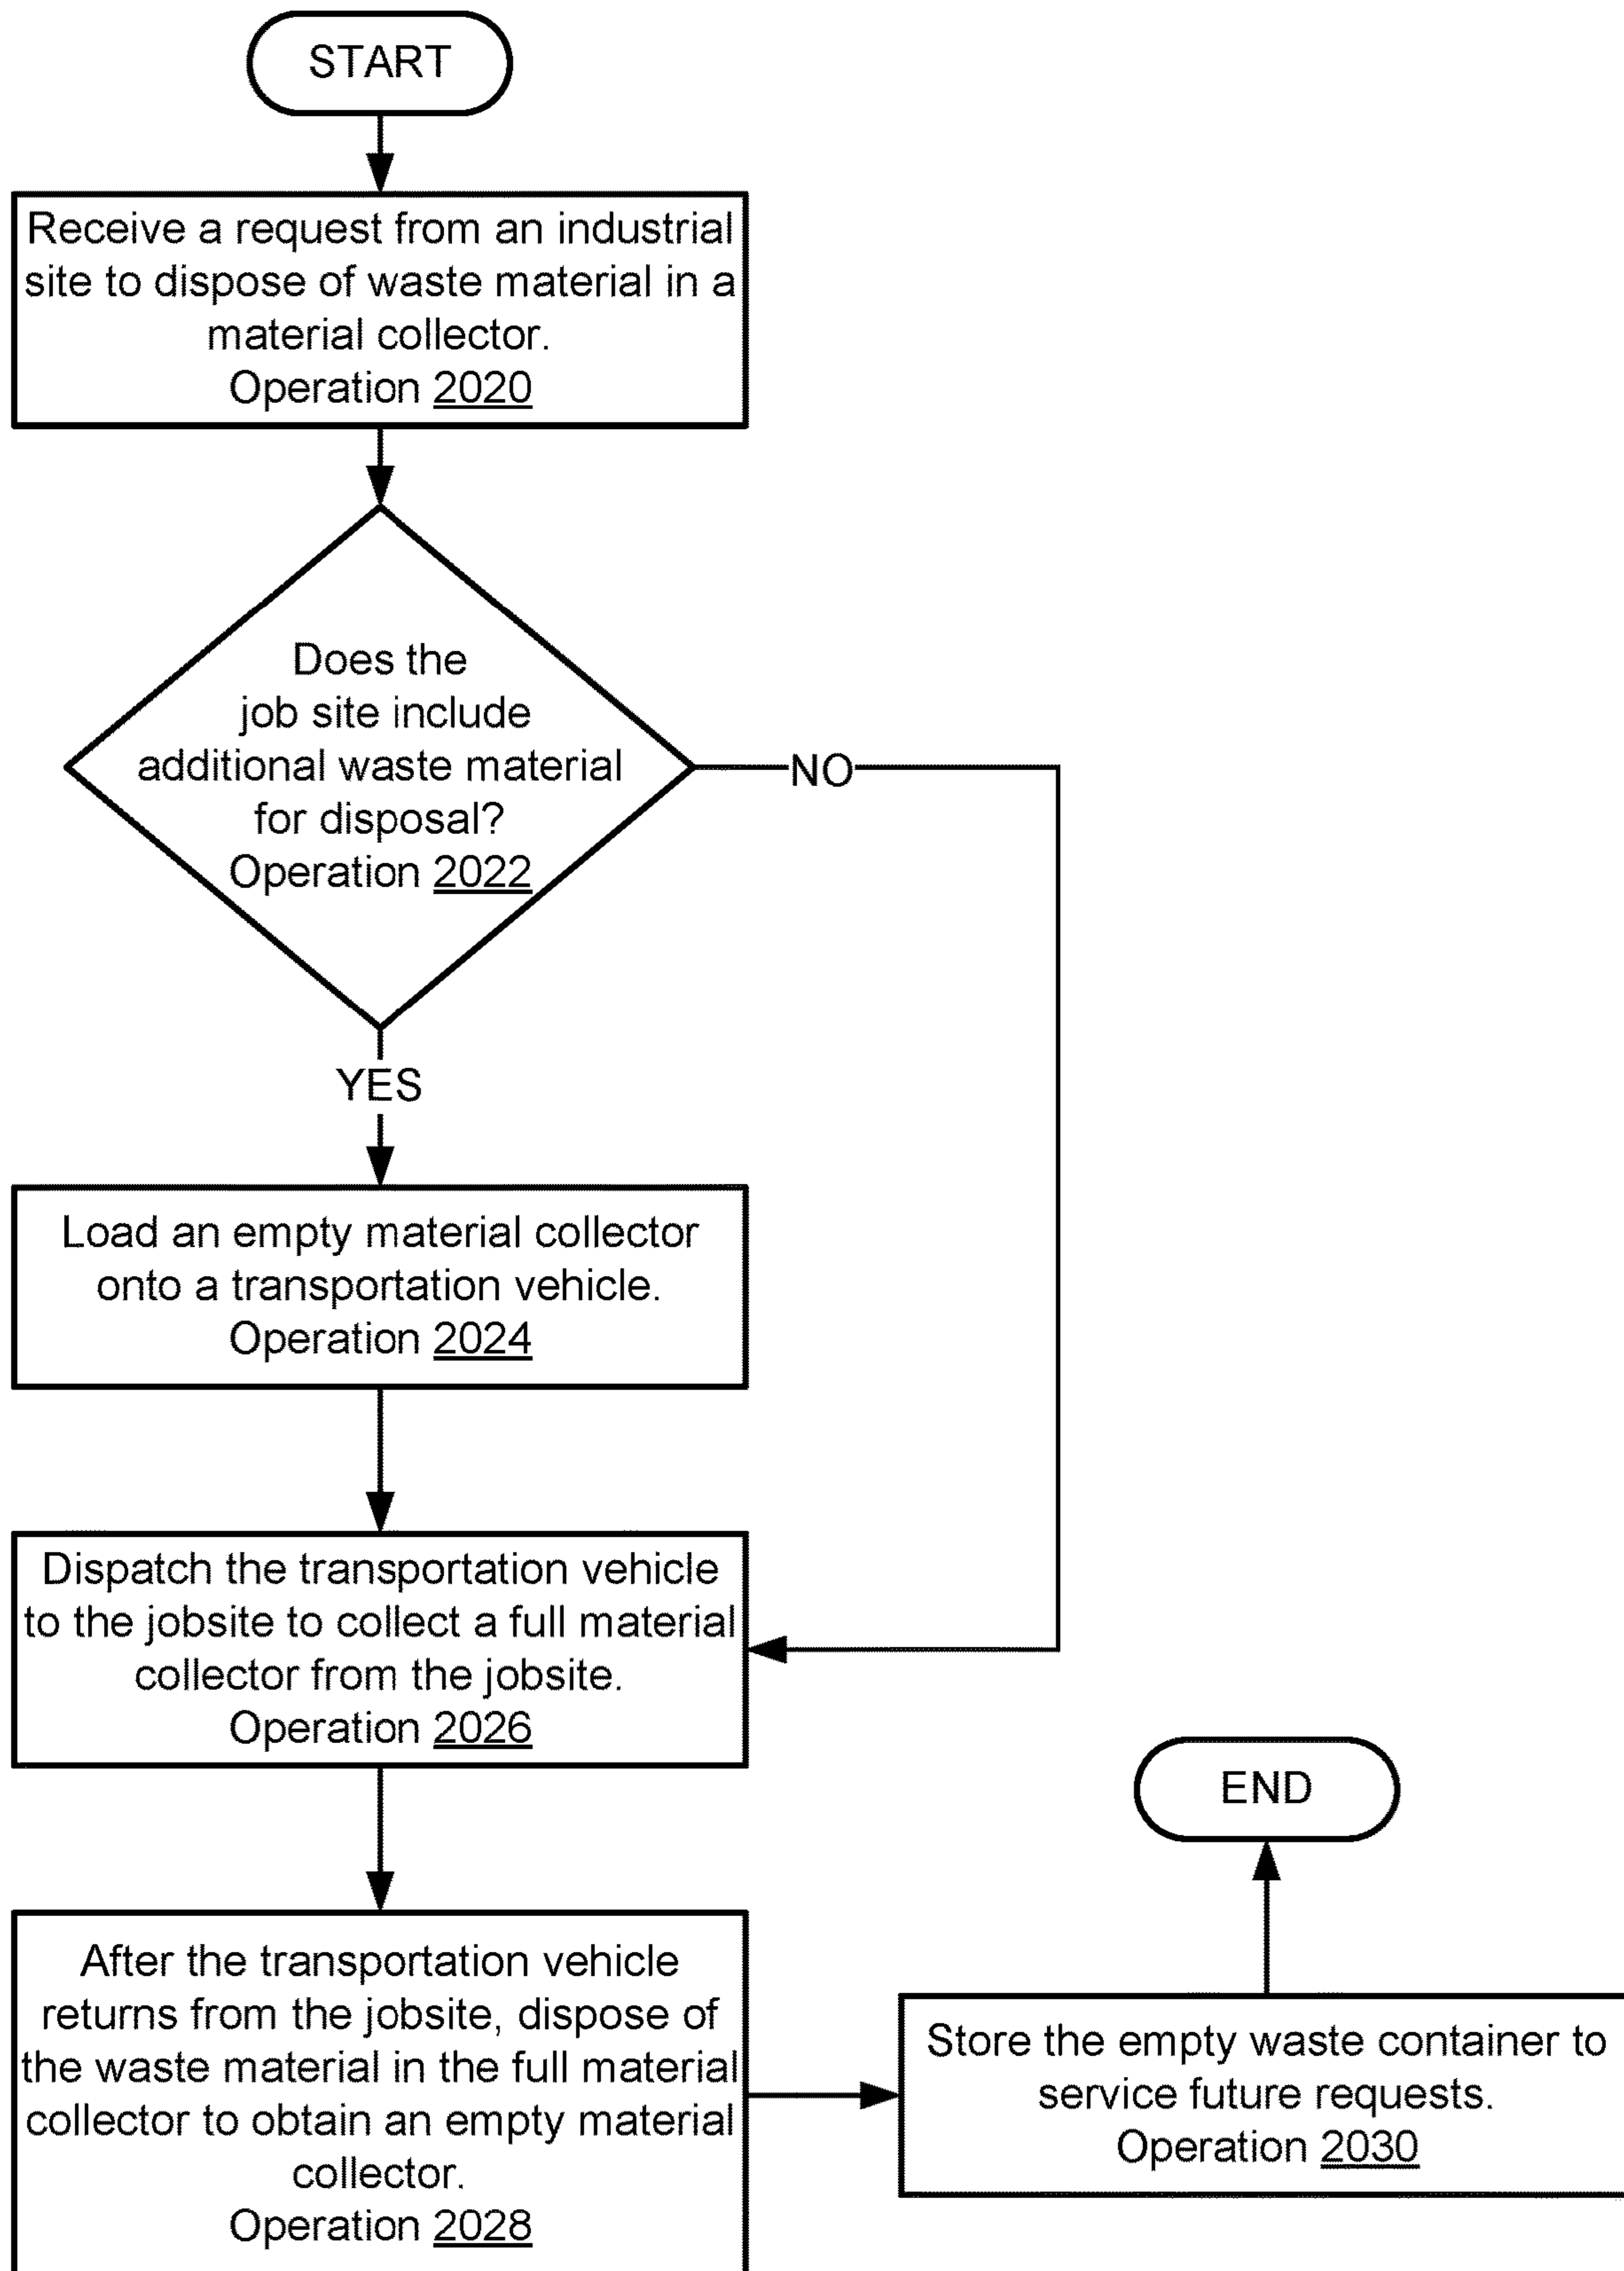 START
Receive a request from an industrial
site to dispose of waste material in a
material collector.
Operation 2020
Does the
job site include
additional waste material
for disposal?
Operation 2022
NO
YES
Load an empty material collector
onto a transportation vehicle.
Operation 2024
Dispatch the transportation vehicle
to the jobsite to collect a full material
collector from the jobsite.
Operation 2026
After the transportation vehicle
returns from the jobsite, dispose of
the waste material in the full material
collector to obtain an empty material
collector.
Operation 2028
Store the empty waste container to
service future requests.
Operation 2030
END